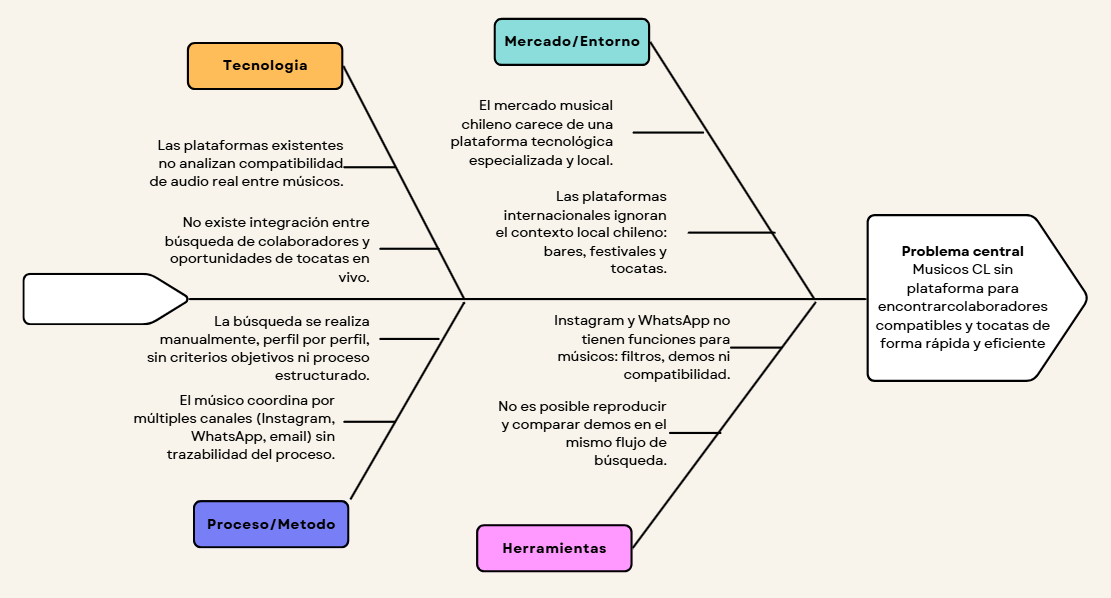 Mercado/Entorno
Tecnologia
El mercado musical
chileno carece de una
plataforma tecnológica
especializada y local.
Las plataformas existentes
no analizan compatibilidad
de audio real entre músicos.
Las plataformas
internacionales ignoran
el contexto local chileno:
bares, festivales y
tocatas.
No existe integración entre
búsqueda de colaboradores y
oportunidades de tocatas en
vivo.
Problema central
Musicos CL sin
plataforma para
encontrarcolaboradores
compatibles y tocatas de
forma rápida y eficiente
La búsqueda se realiza
manualmente, perfil por perfil,
sin criterios objetivos ni proceso
estructurado.
Instagram y WhatsApp no
tienen funciones para
músicos: filtros, demos ni
compatibilidad.
El músico coordina por
múltiples canales (Instagram,
WhatsApp, email) sin
trazabilidad del proceso.
No es posible reproducir
y comparar demos en el
mismo flujo de
búsqueda.
Proceso/Metodo
Herramientas